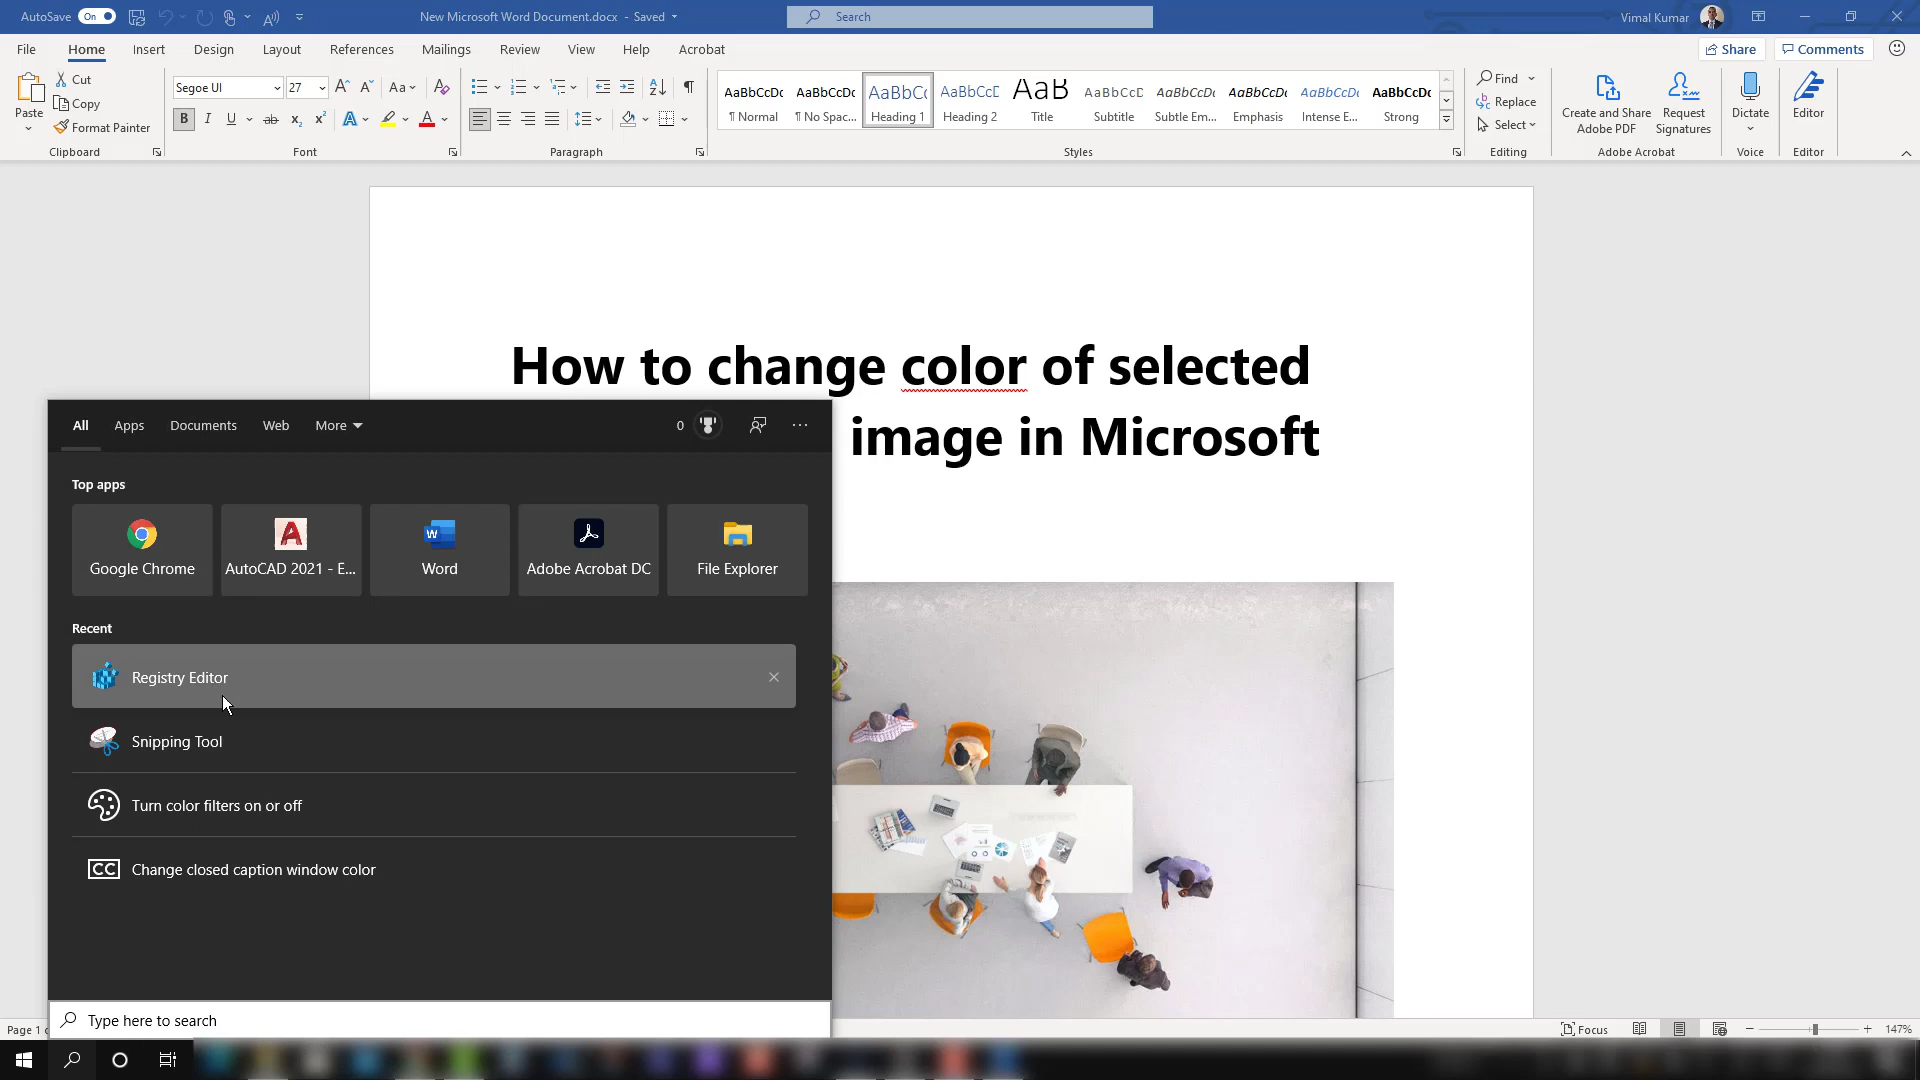 AutoSave On New Microsoft Word Document.docx - Saved Search Vimal Kumar
File Home Insert Design Layout References Mailings Review View Help Acrobat Share Comments
Paste Cut Copy Format Painter
Clipboard
Segoe UI 27
Font
Paragraph
AaBbCcDc AaBbCcDc AaBbCc AaBbCcD AaB AaBbCcD AaBbCcDc AaBbCcDc AaBbCcDc AaBbCcDc
¶ Normal ¶ No Spac... Heading 1 Heading 2 Title Subtitle Subtle Em... Emphasis Intense E... Strong
Styles
Find
Replace
Select
Editing
Create and Share
Adobe PDF
Request
Signatures
Adobe Acrobat
Dictate
Voice
Editor
Editor
How to change color of selected
image in Microsoft
All Apps Documents Web More 0
Top apps
Google Chrome AutoCAD 2021 - E... Word Adobe Acrobat DC File Explorer
Recent
Registry Editor
Snipping Tool
Turn color filters on or off
CC Change closed caption window color
Type here to search
Page 1 Focus 147%